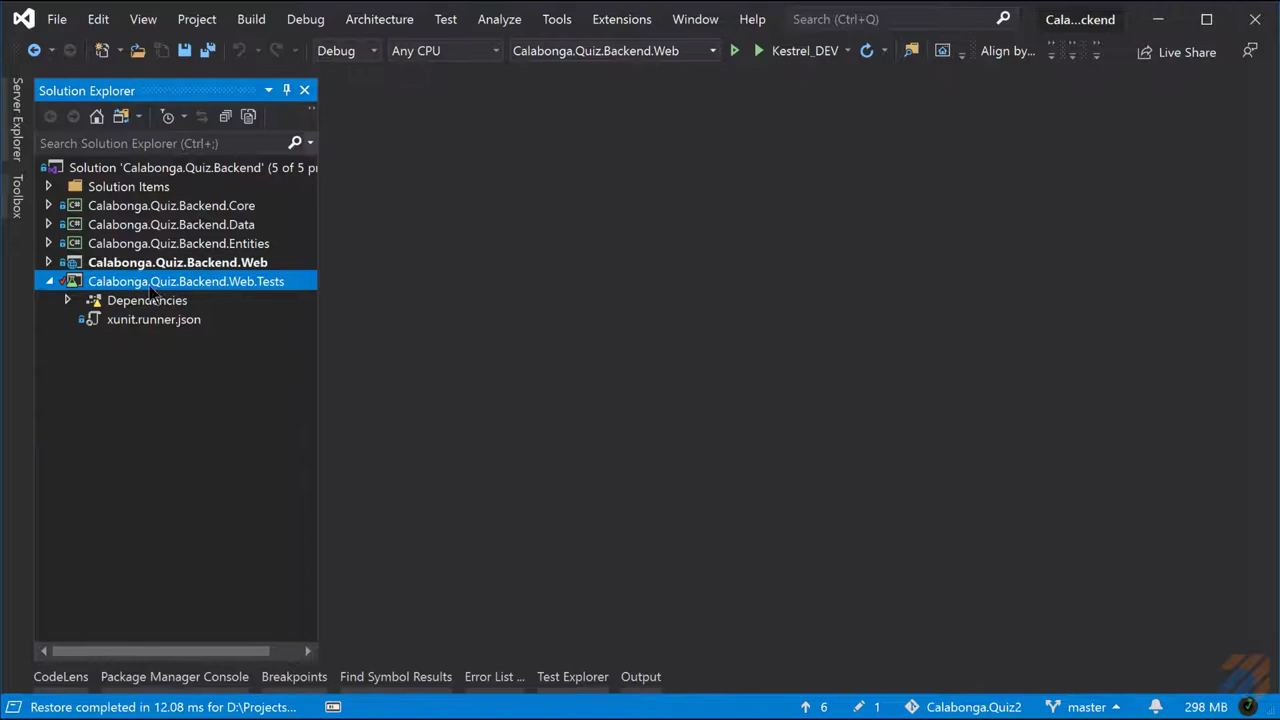 File Edit View Project Build Debug Architecture Test Analyze Tools Extensions Window Help Search (Ctrl+Q) Cala...ckend
Debug Any CPU Calabonga.Quiz.Backend.Web Kestrel_DEV Align by... Live Share
Server Explorer
Toolbox
Solution Explorer
Search Solution Explorer (Ctrl+;)
Solution 'Calabonga.Quiz.Backend' (5 of 5 pr
Solution Items
Calabonga.Quiz.Backend.Core
Calabonga.Quiz.Backend.Data
Calabonga.Quiz.Backend.Entities
Calabonga.Quiz.Backend.Web
Calabonga.Quiz.Backend.Web.Tests
Dependencies
xunit.runner.json
CodeLens Package Manager Console Breakpoints Find Symbol Results Error List ... Test Explorer Output
Restore completed in 12.08 ms for D:\Projects... 6 1 Calabonga.Quiz2 master 298 MB